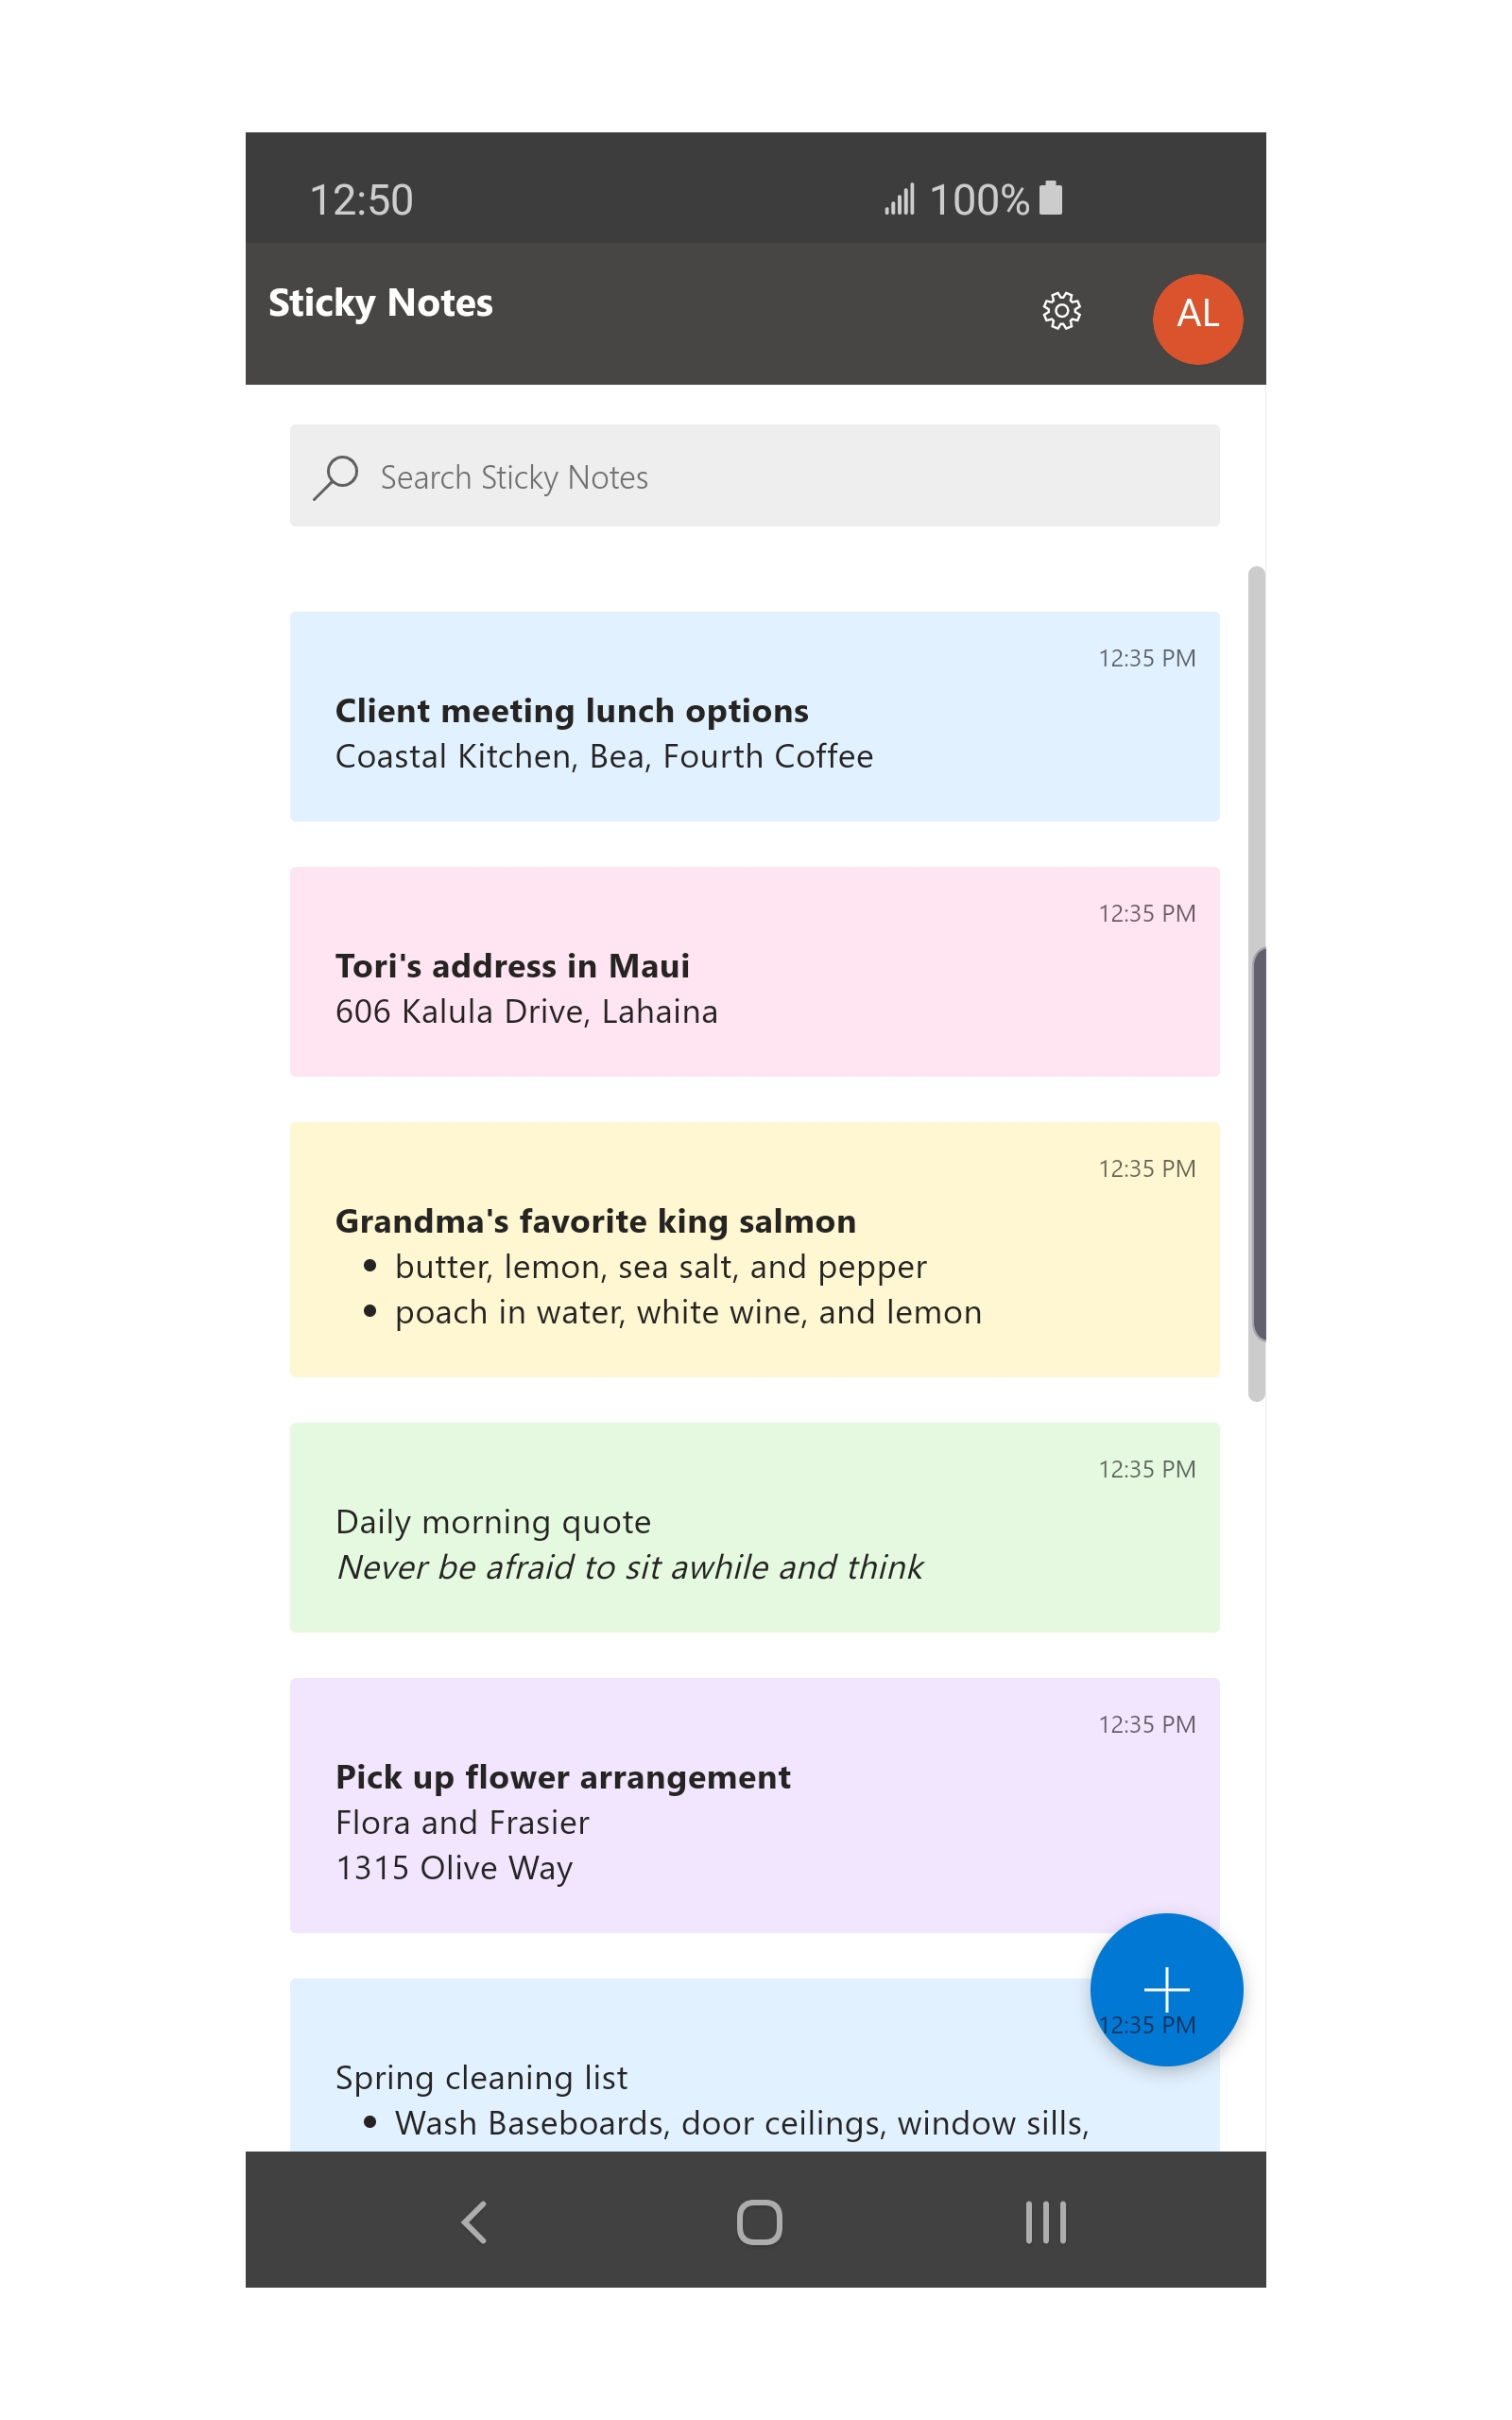 12:50 100%
Sticky Notes AL
Search Sticky Notes
12:35 PM
Client meeting lunch options
Coastal Kitchen, Bea, Fourth Coffee
12:35 PM
Tori's address in Maui
606 Kalula Drive, Lahaina
12:35 PM
Grandma's favorite king salmon
• butter, lemon, sea salt, and pepper
• poach in water, white wine, and lemon
12:35 PM
Daily morning quote
Never be afraid to sit awhile and think
12:35 PM
Pick up flower arrangement
Flora and Frasier
1315 Olive Way
12:35 PM
Spring cleaning list
• Wash Baseboards, door ceilings, window sills,